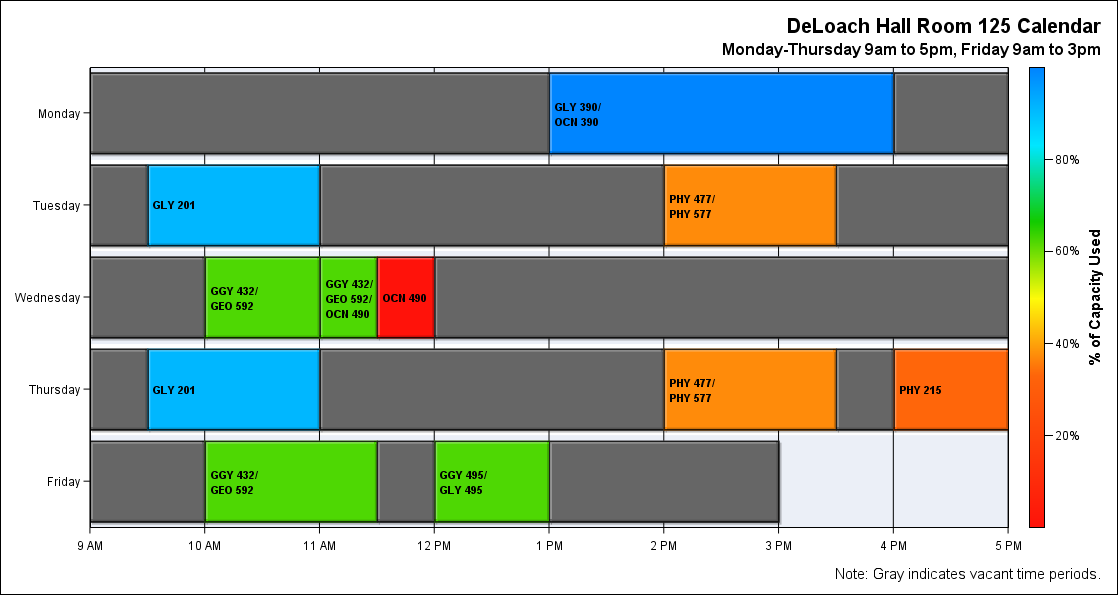 DeLoach Hall Room 125 Calendar
Monday-Thursday 9am to 5pm, Friday 9am to 3pm
Monday
GLY 390/
OCN 390
Tuesday
GLY 201
PHY 477/
PHY 577
Wednesday
GGY 432/
GEO 592
GGY 432/
GEO 592/
OCN 490
OCN 490
Thursday
GLY 201
PHY 477/
PHY 577
PHY 215
Friday
GGY 432/
GEO 592
GGY 495/
GLY 495
9 AM
10 AM
11 AM
12 PM
1 PM
2 PM
3 PM
4 PM
5 PM
80%
60%
40%
20%
% of Capacity Used
Note: Gray indicates vacant time periods.